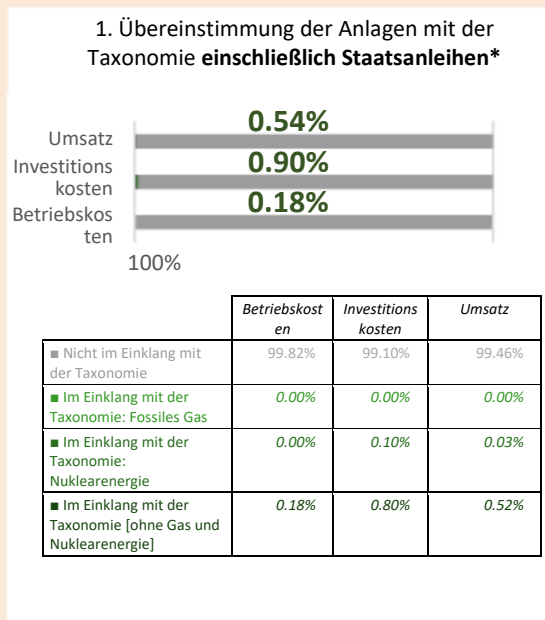 1. Übereinstimmung der Anlagen mit der
Taxonomie einschließlich Staatsanleihen*
Umsatz
0.54%
Investitions
kosten
0.90%
Betriebskos
ten
0.18%
100%
Betriebskost
en
Investitions
kosten
Umsatz
■ Nicht im Einklang mit
der Taxonomie
99.82%
99.10%
99.46%
■ Im Einklang mit der
Taxonomie: Fossiles Gas
0.00%
0.00%
0.00%
■ Im Einklang mit der
Taxonomie:
Nuklearenergie
0.00%
0.10%
0.03%
■ Im Einklang mit der
Taxonomie [ohne Gas und
Nuklearenergie]
0.18%
0.80%
0.52%